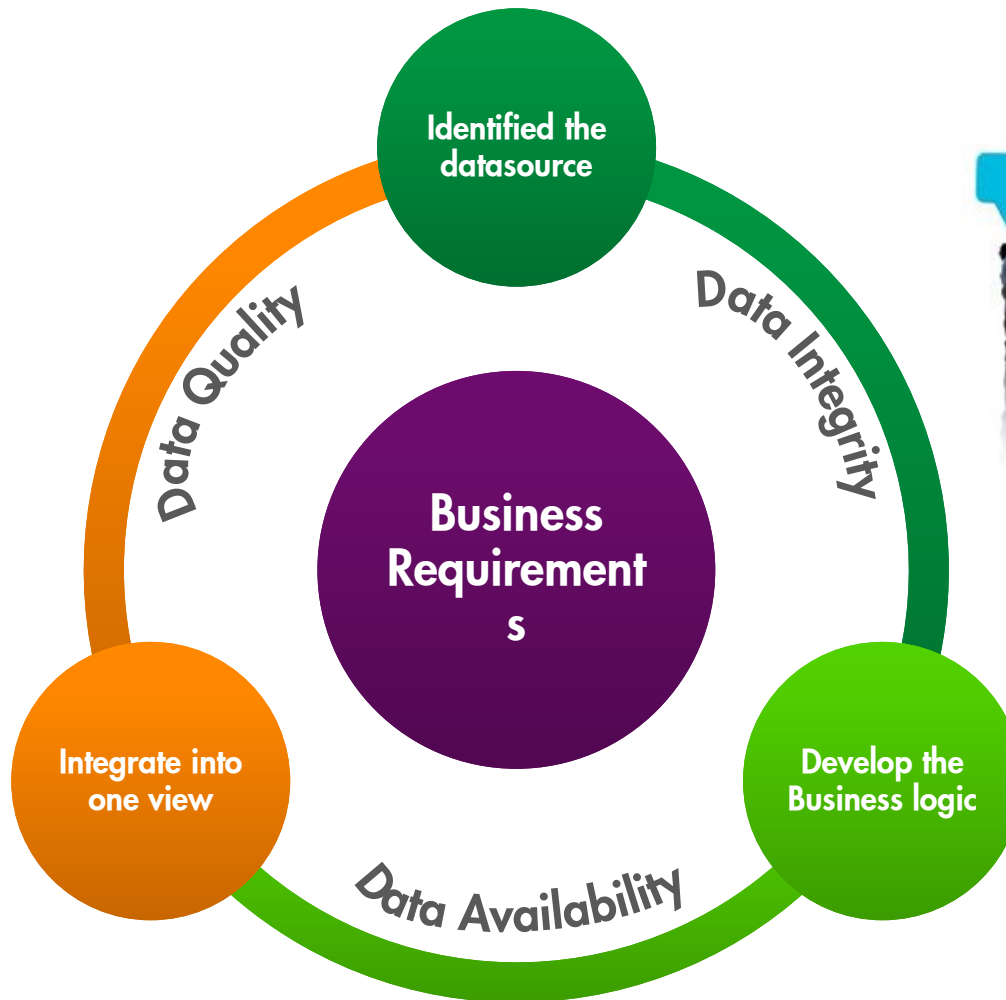 Identified the
datasource
Data Quality
Data Integrity
Business
Requirement
s
Integrate into
one view
Develop the
Business logic
Data Availability